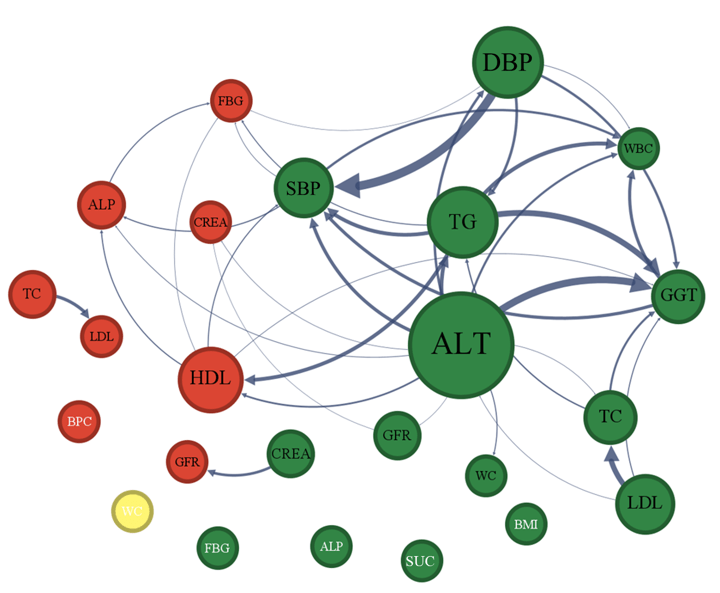 DBP
FBG
WBC
SBP
ALP
CREA
TG
TC
GGT
LDL
ALT
HDL
BPC
TC
GFR
CREA
GFR
WC
LDL
WC
BMI
FBG
ALP
SUC